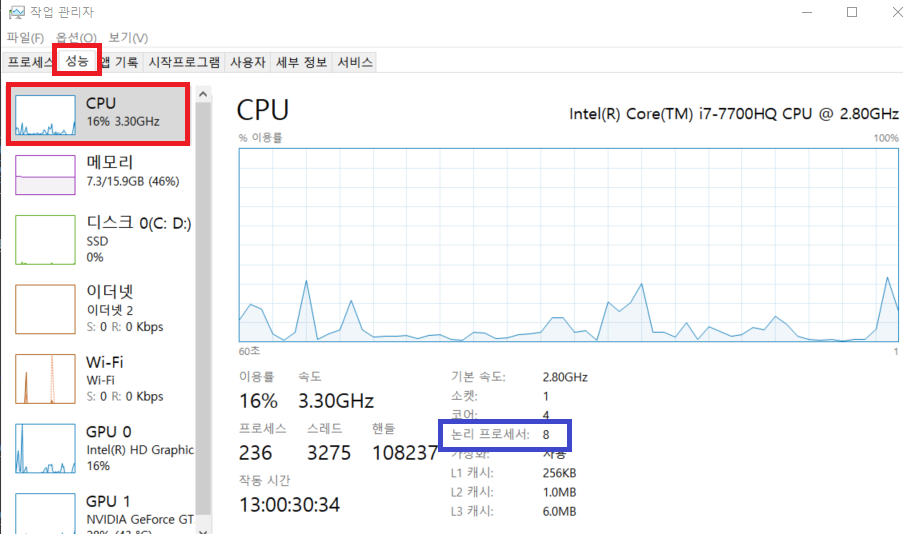 작업 관리자
파일(F) 옵션(O) 보기(V)
프로세스 성능 앱 기록 시작프로그램 사용자 세부 정보 서비스
CPU
16% 3.30GHz
메모리
7.3/15.9GB (46%)
디스크 0(C: D:)
SSD
0%
이더넷
이더넷 2
S: 0 R: 0 Kbps
Wi-Fi
Wi-Fi
S: 0 R: 0 Kbps
GPU 0
Intel(R) HD Graphic
16%
GPU 1
NVIDIA GeForce GT
CPU
Intel(R) Core(TM) i7-7700HQ CPU @ 2.80GHz
% 이용률 100%
60초 1
이용률 속도
16% 3.30GHz
프로세스 스레드 핸들
236 3275 108237
작동 시간
13:00:30:34
기본 속도: 2.80GHz
소켓: 1
코어: 4
논리 프로세서: 8
가상화: 사용
L1 캐시: 256KB
L2 캐시: 1.0MB
L3 캐시: 6.0MB